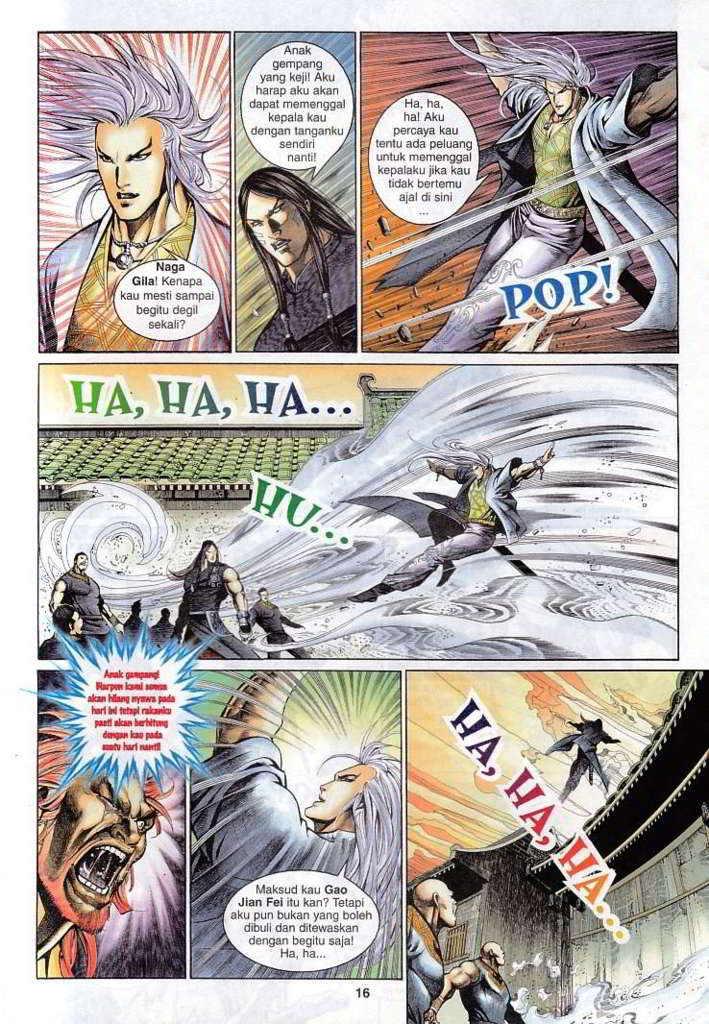 Naga
Gila! Kenapa
kau mesti sampai
begitu degil
sekali?
Anak
gempang
yang keji! Aku
harap aku akan
dapat memenggal
kepala kau
dengan tanganku
sendiri
nanti!
Ha, ha,
ha! Aku
percaya kau
tentu ada peluang
untuk memenggal
kepalaku jika kau
tidak bertemu
ajal di sini
...
POP!
HA, HA, HA...
HU...
Anak gampang!
Biarpun kami semua
akan hilang nyawa pada
hari ini tetapi rakanku
pasti akan berhitung
dengan kau pada
suatu hari nanti!
Maksud kau Gao
Jian Fei itu kan? Tetapi
aku pun bukan yang boleh
dibuli dan ditewaskan
dengan begitu saja!
Ha, ha...
HA, HA, HA...
16